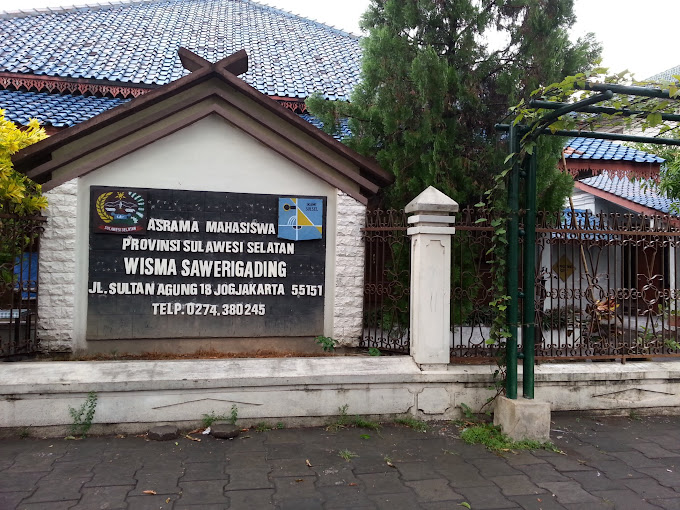 ASRAMA MAHASISWA
PROVINSI SULAWESI SELATAN
WISMA SAWERIGADING
JL. SULTAN AGUNG 18 JOGJAKARTA 55151
TELP. 0274. 380245